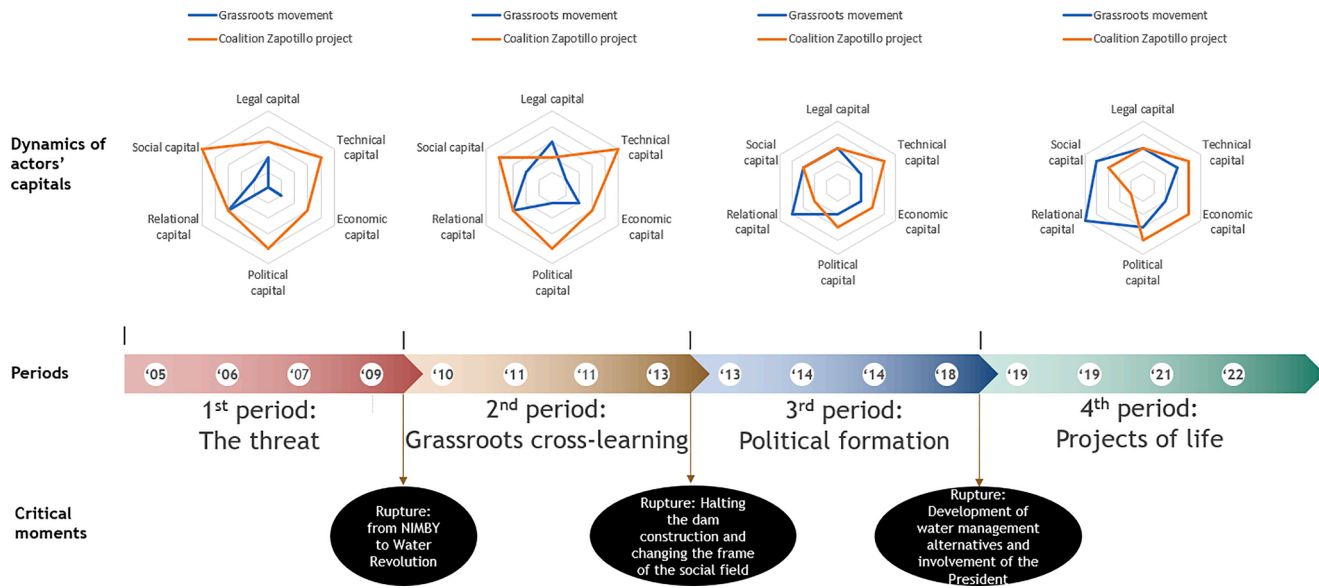 Grassroots movement
Coalition Zapotillo project
Grassroots movement
Coalition Zapotillo project
Grassroots movement
Coalition Zapotillo project
Grassroots movement
Coalition Zapotillo project
Dynamics of
actors’
capitals
Legal capital
Technical
capital
Economic
capital
Political
capital
Relational
capital
Social capital
Legal capital
Technical
capital
Economic
capital
Political
capital
Relational
capital
Social capital
Legal capital
Technical
capital
Economic
capital
Political
capital
Relational
capital
Social
capital
Legal capital
Technical
capital
Economic
capital
Political
capital
Relational
capital
Social
capital
Periods
‘05 ‘06 ‘07 ‘09 ‘10 ‘11 ‘11 ‘13 ‘13 ‘14 ‘14 ‘18 ‘19 ‘19 ‘21 ‘22
1st period:
The threat
2nd period:
Grassroots cross-learning
3rd period:
Political formation
4th period:
Projects of life
Critical
moments
Rupture:
from NIMBY
to Water
Revolution
Rupture: Halting
the dam
construction and
changing the frame
of the social field
Rupture:
Development of
water management
alternatives and
involvement of the
President